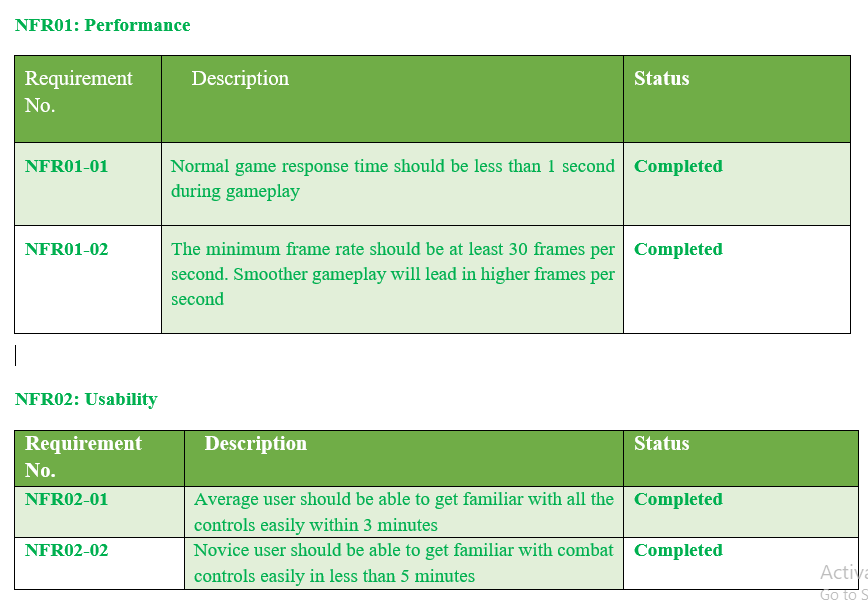 NFR01: Performance
Requirement No. Description Status
NFR01-01 Normal game response time should be less than 1 second Completed
during gameplay
NFR01-02 The minimum frame rate should be at least 30 frames per Completed
second. Smoother gameplay will lead in higher frames per
second
NFR02: Usability
Requirement No. Description Status
NFR02-01 Average user should be able to get familiar with all the Completed
controls easily within 3 minutes
NFR02-02 Novice user should be able to get familiar with combat Completed
controls easily in less than 5 minutes
Activa
Go to S